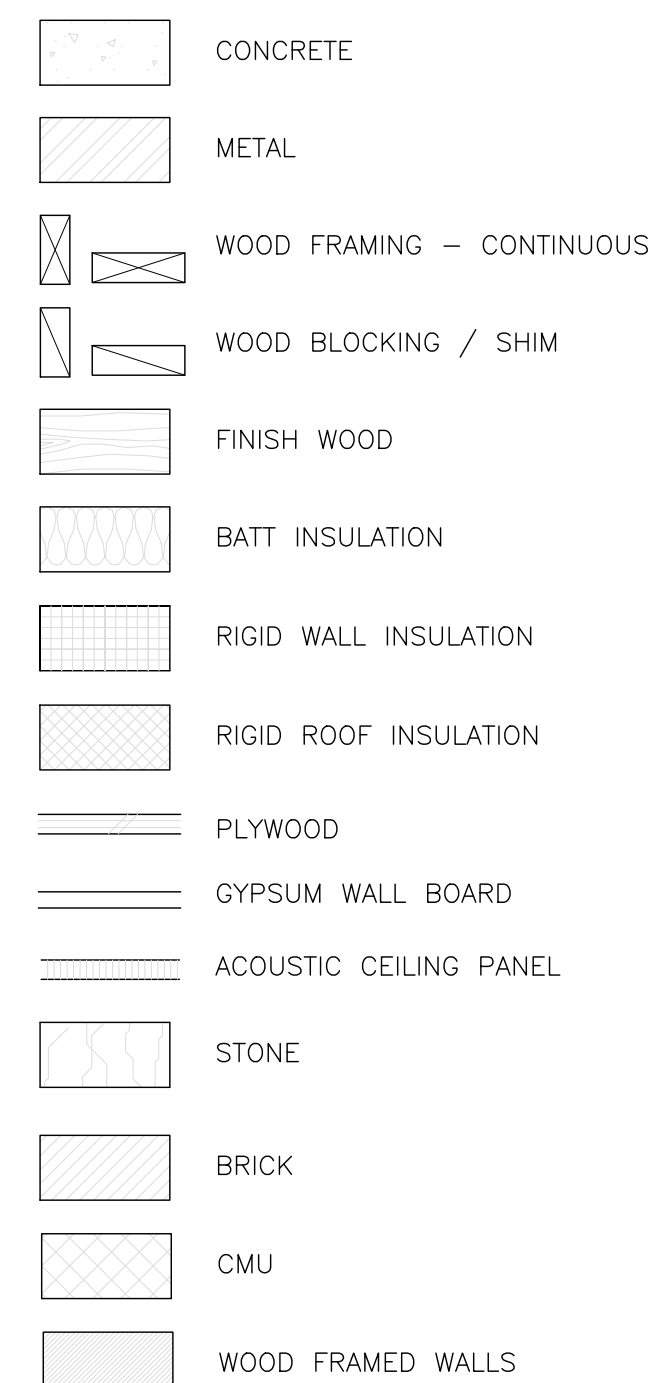 CONCRETE
METAL
WOOD FRAMING – CONTINUOUS
WOOD BLOCKING / SHIM
FINISH WOOD
BATT INSULATION
RIGID WALL INSULATION
RIGID ROOF INSULATION
PLYWOOD
GYPSUM WALL BOARD
ACOUSTIC CEILING PANEL
STONE
BRICK
CMU
WOOD FRAMED WALLS